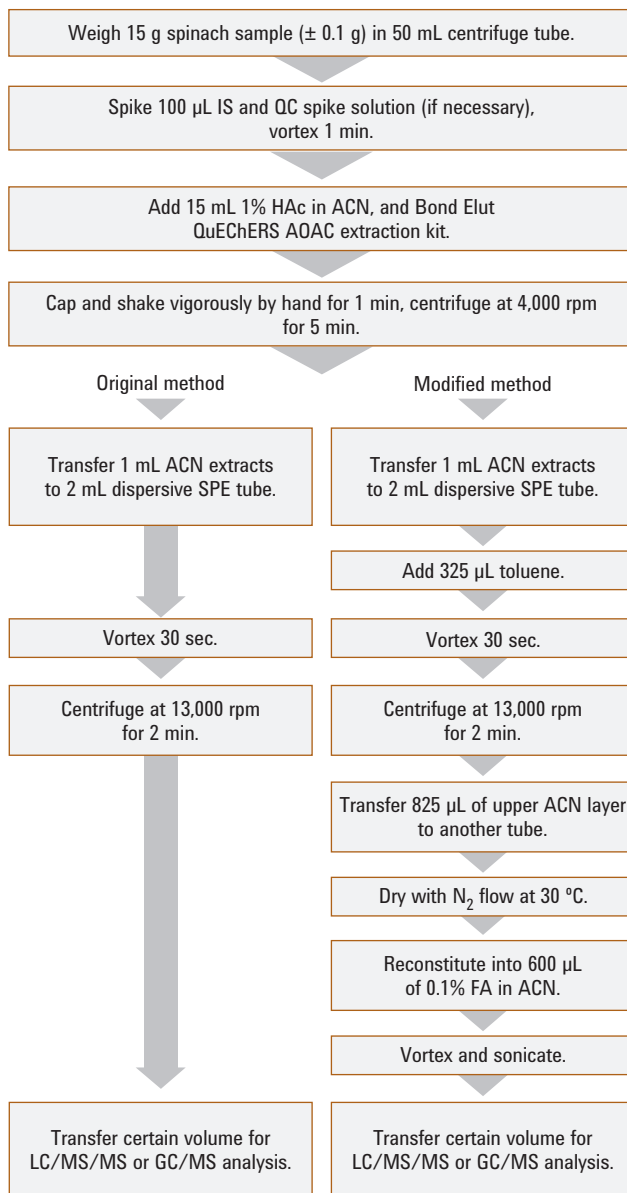 Weigh 15 g spinach sample (± 0.1 g) in 50 mL centrifuge tube.
Spike 100 µL IS and QC spike solution (if necessary),
vortex 1 min.
Add 15 mL 1% HAc in ACN, and Bond Elut
QuEChERS AOAC extraction kit.
Cap and shake vigorously by hand for 1 min, centrifuge at 4,000 rpm
for 5 min.
Original method
Transfer 1 mL ACN extracts
to 2 mL dispersive SPE tube.
Vortex 30 sec.
Centrifuge at 13,000 rpm
for 2 min.
Transfer certain volume for
LC/MS/MS or GC/MS analysis.
Modified method
Transfer 1 mL ACN extracts
to 2 mL dispersive SPE tube.
Add 325 µL toluene.
Vortex 30 sec.
Centrifuge at 13,000 rpm
for 2 min.
Transfer 825 µL of upper ACN layer
to another tube.
Dry with N₂ flow at 30 ºC.
Reconstitute into 600 µL
of 0.1% FA in ACN.
Vortex and sonicate.
Transfer certain volume for
LC/MS/MS or GC/MS analysis.